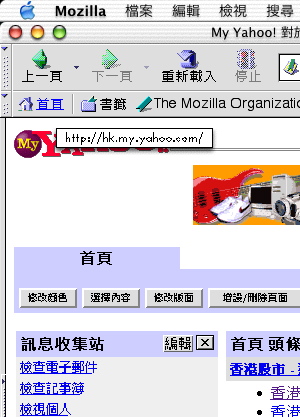 Mozilla 檔案 編輯 檢視 搜尋
My Yahoo! 對於
上一頁 下一頁 重新載入 停止
首頁 書籤 The Mozilla Organizatio
My
http://hk.my.yahoo.com/
首頁
修改顏色 選擇內容 修改版面 增設/刪除頁面
訊息收集站 編輯
檢查電子郵件
檢查記事簿
檢視個人
首頁 頭條
香港股市 -
香港
香港